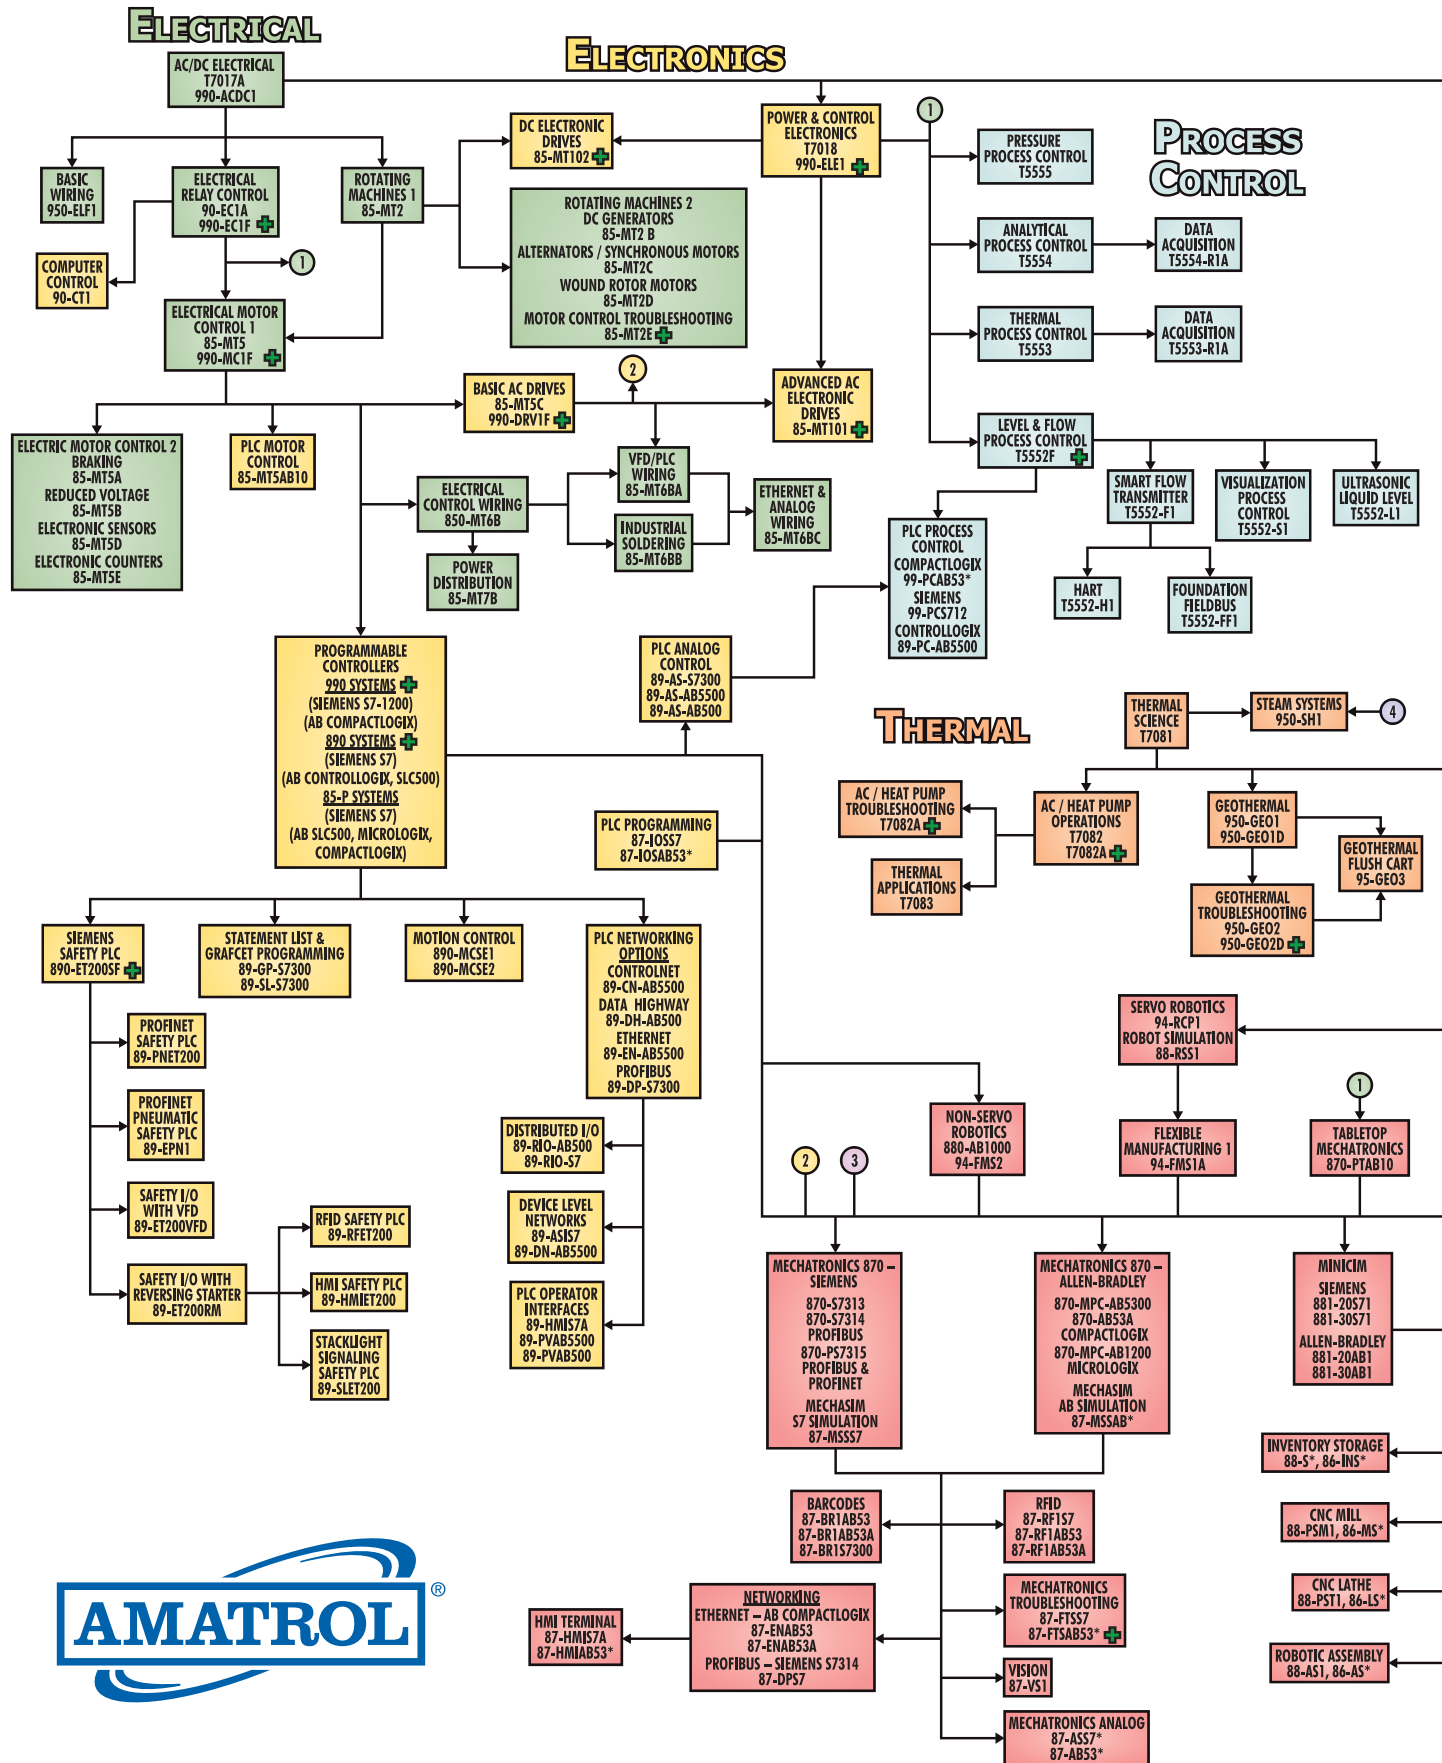 ELECTRICAL
AC/DC ELECTRICAL
T7017A
990-ACDC1
BASIC
WIRING
950-ELF1
ELECTRICAL
RELAY CONTROL
90-EC1A
990-EC1F
ROTATING
MACHINES 1
85-MT2
COMPUTER
CONTROL
90-CT1
1
ELECTRICAL MOTOR
CONTROL 1
85-MT5
990-MC1F
ELECTRONICS
DC ELECTRONIC
DRIVES
85-MT102
POWER & CONTROL
ELECTRONICS
T7018
990-ELE1
ROTATING MACHINES 2
DC GENERATORS
85-MT2 B
ALTERNATORS / SYNCHRONOUS MOTORS
85-MT2C
WOUND ROTOR MOTORS
85-MT2D
MOTOR CONTROL TROUBLESHOOTING
85-MT2E
1
PROCESS
CONTROL
PRESSURE
PROCESS CONTROL
T5555
ANALYTICAL
PROCESS CONTROL
T5554
DATA
ACQUISITION
T5554-R1A
THERMAL
PROCESS CONTROL
T5553
DATA
ACQUISITION
T5553-R1A
2
BASIC AC DRIVES
85-MT5C
990-DRV1F
ADVANCED AC
ELECTRONIC
DRIVES
85-MT101
LEVEL & FLOW
PROCESS CONTROL
T5552F
ELECTRIC MOTOR CONTROL 2
BRAKING
85-MT5A
REDUCED VOLTAGE
85-MT5B
ELECTRONIC SENSORS
85-MT5D
ELECTRONIC COUNTERS
85-MT5E
PLC MOTOR
CONTROL
85-MT5AB10
ELECTRICAL
CONTROL WIRING
850-MT6B
VFD/PLC
WIRING
85-MT6BA
INDUSTRIAL
SOLDERING
85-MT6BB
ETHERNET &
ANALOG
WIRING
85-MT6BC
POWER
DISTRIBUTION
85-MT7B
SMART FLOW
TRANSMITTER
T5552-F1
VISUALIZATION
PROCESS
CONTROL
T5552-S1
ULTRASONIC
LIQUID LEVEL
T5552-L1
PLC PROCESS
CONTROL
COMPACTLOGIX
99-PCAB53*
SIEMENS
99-PCS712
CONTROLLOGIX
89-PC-AB5500
HART
T5552-H1
FOUNDATION
FIELDBUS
T5552-FF1
PROGRAMMABLE
CONTROLLERS
990 SYSTEMS
(SIEMENS S7-1200)
(AB COMPACTLOGIX)
890 SYSTEMS
(SIEMENS S7)
(AB CONTROLLOGIX, SLC500)
85-P SYSTEMS
(SIEMENS S7)
(AB SLC500, MICROLOGIX,
COMPACTLOGIX)
PLC ANALOG
CONTROL
89-AS-S7300
89-AS-AB5500
89-AS-AB500
PLC PROGRAMMING
87-IOSS7
87-IOSAB53*
THERMAL
THERMAL
SCIENCE
T7081
STEAM SYSTEMS
950-SH1
4
AC / HEAT PUMP
TROUBLESHOOTING
T7082A
AC / HEAT PUMP
OPERATIONS
T7082
T7082A
THERMAL
APPLICATIONS
T7083
GEOTHERMAL
950-GEO1
950-GEO1D
GEOTHERMAL
FLUSH CART
95-GEO3
GEOTHERMAL
TROUBLESHOOTING
950-GEO2
950-GEO2D
SIEMENS
SAFETY PLC
890-ET200SF
STATEMENT LIST &
GRAFCET PROGRAMMING
89-GP-S7300
89-SL-S7300
MOTION CONTROL
890-MCSE1
890-MCSE2
PLC NETWORKING
OPTIONS
CONTROLNET
89-CN-AB5500
DATA HIGHWAY
89-DH-AB500
ETHERNET
89-EN-AB5500
PROFIBUS
89-DP-S7300
PROFINET
SAFETY PLC
89-PNET200
PROFINET
PNEUMATIC
SAFETY PLC
89-EPN1
SAFETY I/O
WITH VFD
89-ET200VFD
SAFETY I/O WITH
REVERSING STARTER
89-ET200RM
RFID SAFETY PLC
89-RFET200
HMI SAFETY PLC
89-HMIET200
STACKLIGHT
SIGNALING
SAFETY PLC
89-SLET200
DISTRIBUTED I/O
89-RIO-AB500
89-RIO-S7
DEVICE LEVEL
NETWORKS
89-ASIS7
89-DN-AB5500
PLC OPERATOR
INTERFACES
89-HMIS7A
89-PVAB5500
89-PVAB500
SERVO ROBOTICS
94-RCP1
ROBOT SIMULATION
88-RSS1
1
2
3
NON-SERVO
ROBOTICS
880-AB1000
94-FMS2
FLEXIBLE
MANUFACTURING 1
94-FMS1A
TABLETOP
MECHATRONICS
870-PTAB10
MECHATRONICS 870 –
SIEMENS
870-S7313
870-S7314
PROFIBUS
870-PS7315
PROFIBUS &
PROFINET
MECHASIM
S7 SIMULATION
87-MSSS7
MECHATRONICS 870 –
ALLEN-BRADLEY
870-MPC-AB5300
870-AB53A
COMPACTLOGIX
870-MPC-AB1200
MICROLOGIX
MECHASIM
AB SIMULATION
87-MSSAB*
MINICIM
SIEMENS
881-20S71
881-30S71
ALLEN-BRADLEY
881-20AB1
881-30AB1
INVENTORY STORAGE
88-S*, 86-INS*
CNC MILL
88-PSM1, 86-MS*
CNC LATHE
88-PST1, 86-LS*
ROBOTIC ASSEMBLY
88-AS1, 86-AS*
BARCODES
87-BR1AB53
87-BR1AB53A
87-BR1S7300
RFID
87-RF1S7
87-RF1AB53
87-RF1AB53A
MECHATRONICS
TROUBLESHOOTING
87-FTSS7
87-FTSAB53*
NETWORKING
ETHERNET – AB COMPACTLOGIX
87-ENAB53
87-ENAB53A
PROFIBUS – SIEMENS S7314
87-DPS7
HMI TERMINAL
87-HMIS7A
87-HMIAB53*
VISION
87-VS1
MECHATRONICS ANALOG
87-ASS7*
87-AB53*
AMATROL®